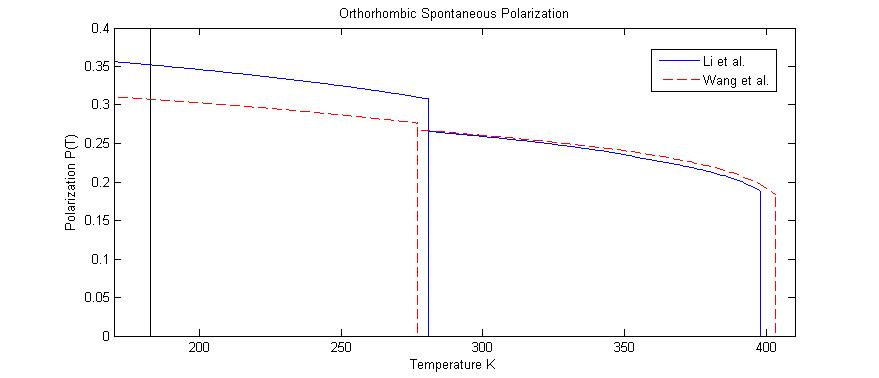 Orthorhombic Spontaneous Polarization
0.4
0.35
0.3
0.25
0.2
0.15
0.1
0.05
0
Polarization P(T)
Li et al.
Wang et al.
200
250
300
350
400
Temperature K